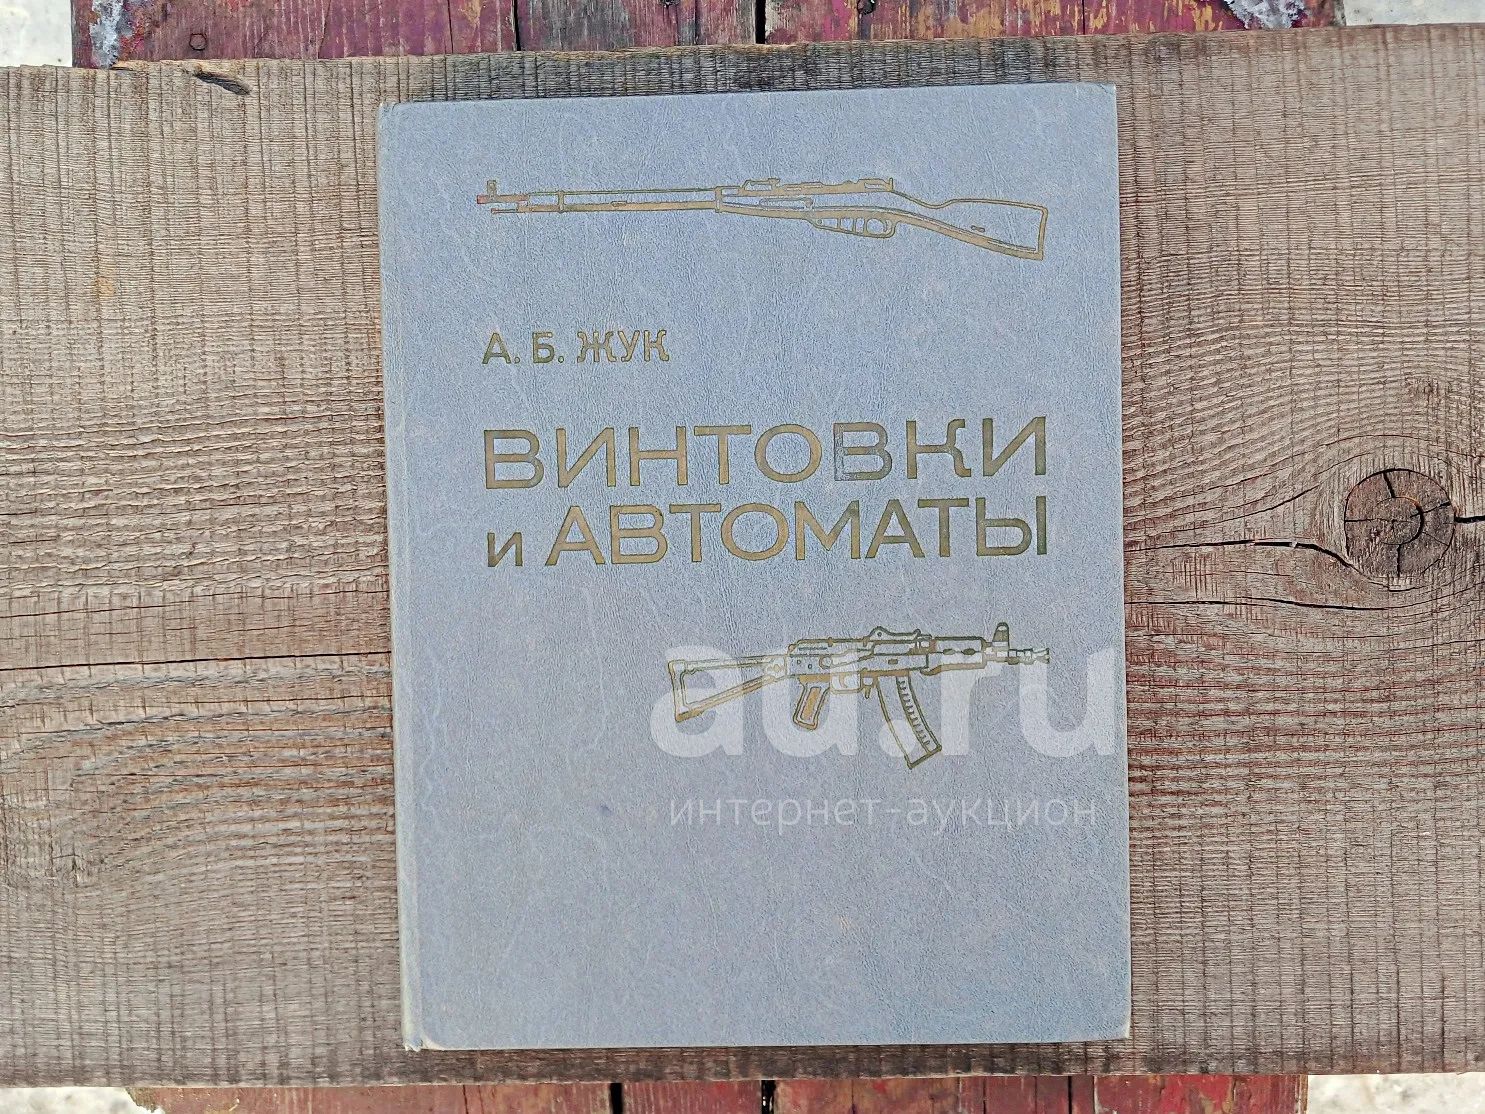 А. Б. ЖУК
ВИНТОВКИ
И АВТОМАТЫ
au.ru
интернет-аукцион